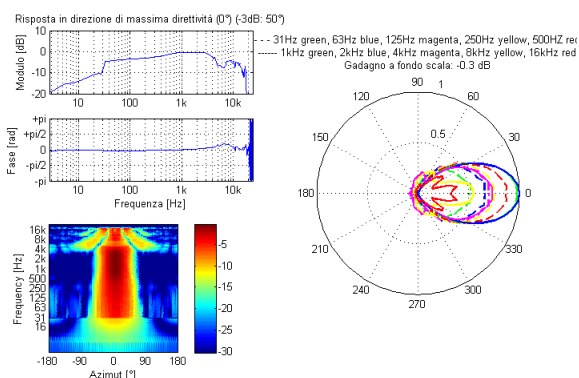 Risposta in direzione di massima direttività (0°) (-3dB: 50°)
Modulo [dB]
10
0
-10
-20
10
100
1k
10k
--- 31Hz green, 63Hz blue, 125Hz magenta, 250Hz yellow, 500HZ red
----- 1kHz green, 2kHz blue, 4kHz magenta, 8kHz yellow, 16kHz red
Gadagno a fondo scala: -0.3 dB
Fase [rad]
+pi
+pi/2
0
-pi/2
-pi
10
100
1k
10k
Frequenza [Hz]
90
1
60
120
0.5
150
30
180
0
210
330
240
300
270
Frequency [Hz]
16k
8k
4k
2k
1k
500
250
125
63
31
16
-180
-90
0
90
180
Azimut [°]
-5
-10
-15
-20
-25
-30